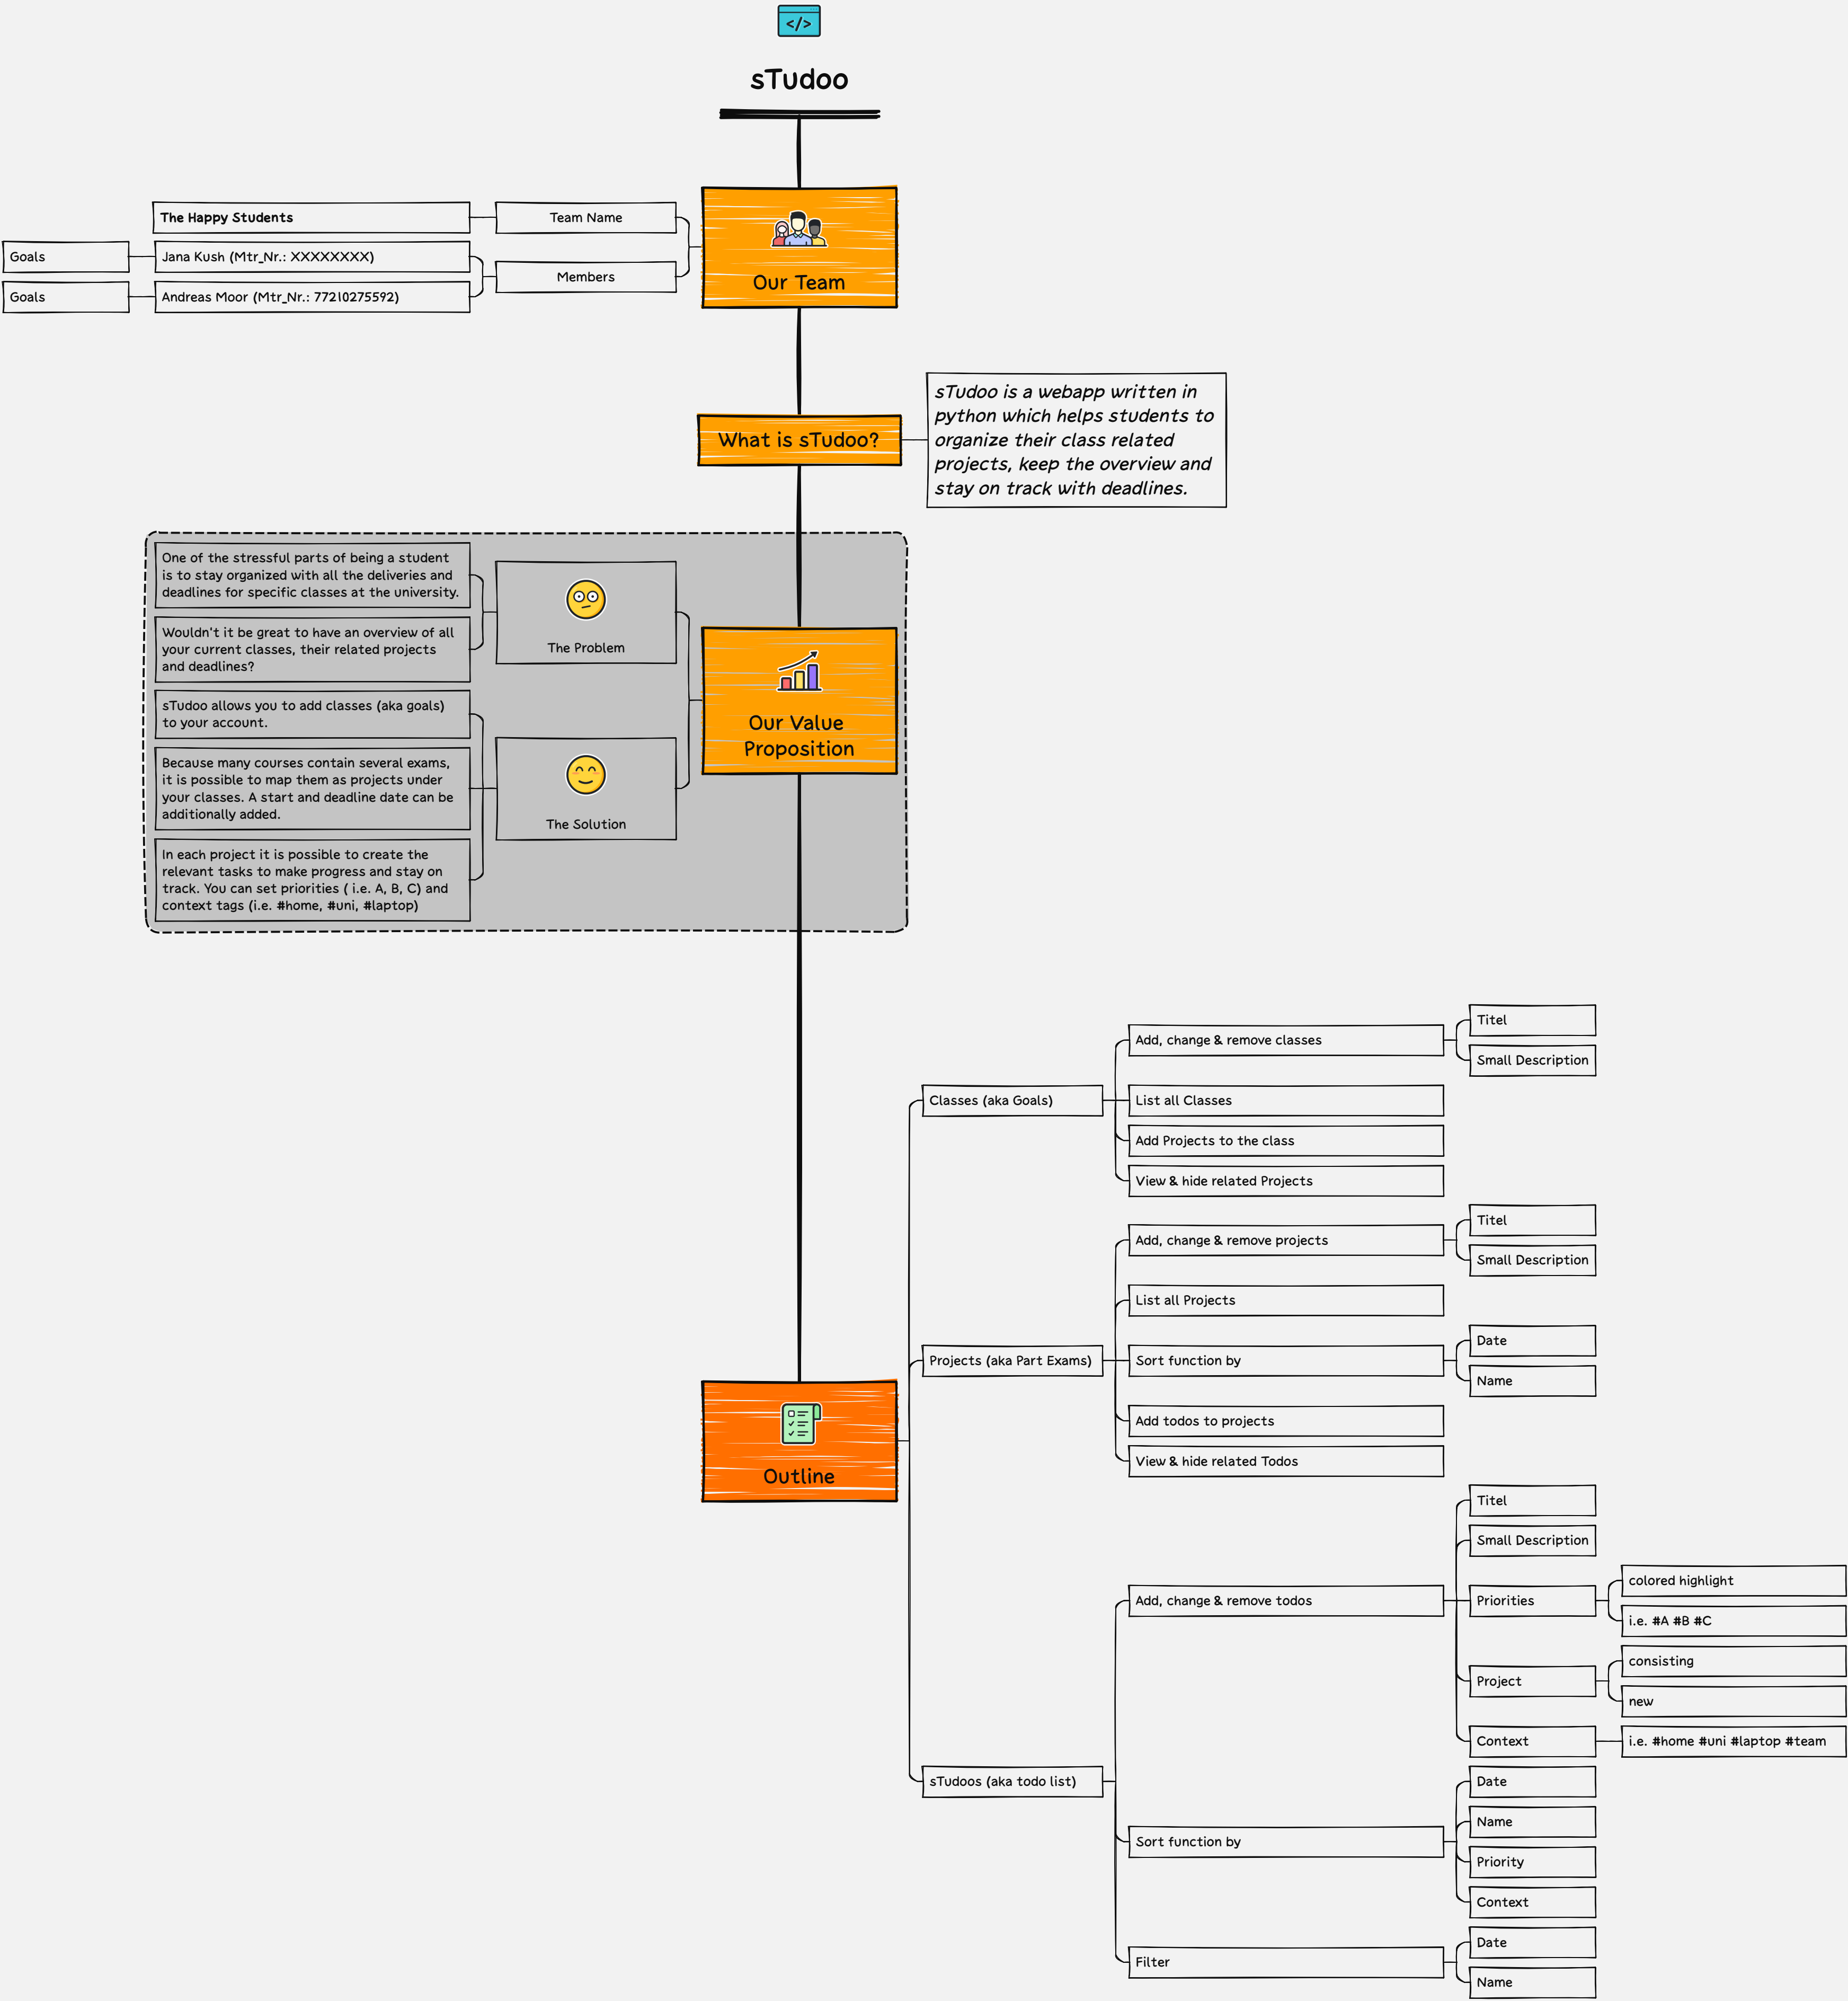 </>
sTudoo
Our Team
Team Name
The Happy Students
Members
Jana Kush (Mtr_Nr.: XXXXXXXX)
Goals
Andreas Moor (Mtr_Nr.: 77210275592)
Goals
What is sTudoo?
sTudoo is a webapp written in
python which helps students to
organize their class related
projects, keep the overview and
stay on track with deadlines.
Our Value
Proposition
The Problem
One of the stressful parts of being a student
is to stay organized with all the deliveries and
deadlines for specific classes at the university.
Wouldn't it be great to have an overview of all
your current classes, their related projects
and deadlines?
The Solution
sTudoo allows you to add classes (aka goals)
to your account.
Because many courses contain several exams,
it is possible to map them as projects under
your classes. A start and deadline date can be
additionally added.
In each project it is possible to create the
relevant tasks to make progress and stay on
track. You can set priorities ( i.e. A, B, C) and
context tags (i.e. #home, #uni, #laptop)
Outline
Classes (aka Goals)
Add, change & remove classes
Titel
Small Description
List all Classes
Add Projects to the class
View & hide related Projects
Projects (aka Part Exams)
Add, change & remove projects
Titel
Small Description
List all Projects
Sort function by
Date
Name
Add todos to projects
View & hide related Todos
sTudoos (aka todo list)
Add, change & remove todos
Titel
Small Description
Priorities
colored highlight
i.e. #A #B #C
Project
consisting
new
Context
i.e. #home #uni #laptop #team
Sort function by
Date
Name
Priority
Context
Filter
Date
Name